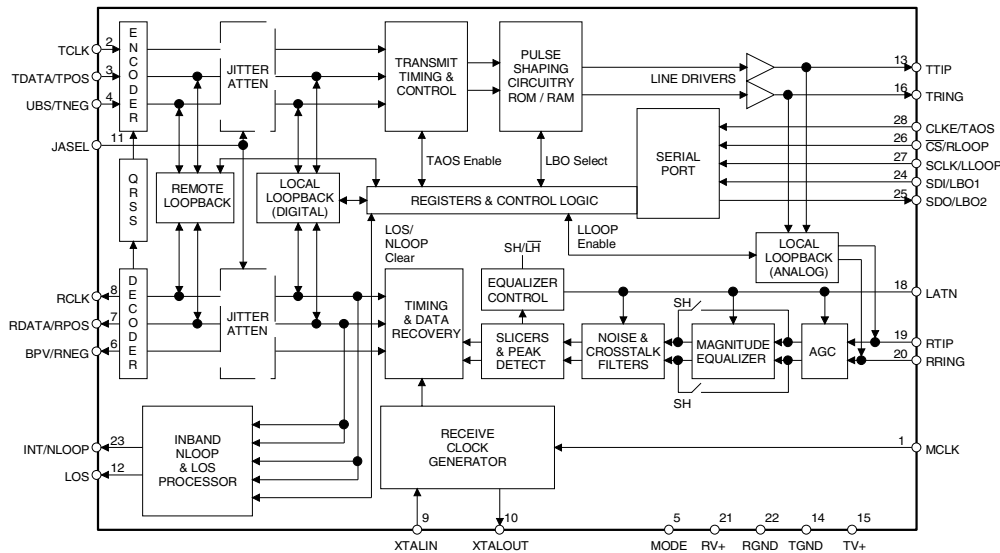 TCLK
2
TDATA/TPOS
3
UBS/TNEG
4
JASEL
11
ENCODER
JITTER
ATTEN
TRANSMIT
TIMING &
CONTROL
PULSE
SHAPING
CIRCUITRY
ROM / RAM
LINE DRIVERS
13
TTIP
16
TRING
28
CLKE/TAOS
26
CS/RLOOP
27
SCLK/LLOOP
24
SDI/LBO1
25
SDO/LBO2
SERIAL
PORT
TAOS Enable
LBO Select
QRSS
REMOTE
LOOPBACK
LOCAL
LOOPBACK
(DIGITAL)
REGISTERS & CONTROL LOGIC
LOS/
NLOOP
Clear
LLOOP
Enable
SH/LH
LOCAL
LOOPBACK
(ANALOG)
RCLK
8
RDATA/RPOS
7
BPV/RNEG
6
DECODER
JITTER
ATTEN
TIMING
& DATA
RECOVERY
EQUALIZER
CONTROL
SLICERS
& PEAK
DETECT
NOISE &
CROSSTALK
FILTERS
SH
MAGNITUDE
EQUALIZER
SH
AGC
18
LATN
19
RTIP
20
RRING
INT/NLOOP
23
LOS
12
INBAND
NLOOP
& LOS
PROCESSOR
RECEIVE
CLOCK
GENERATOR
1
MCLK
9
10
5
21
22
14
15
XTALIN
XTALOUT
MODE
RV+
RGND
TGND
TV+